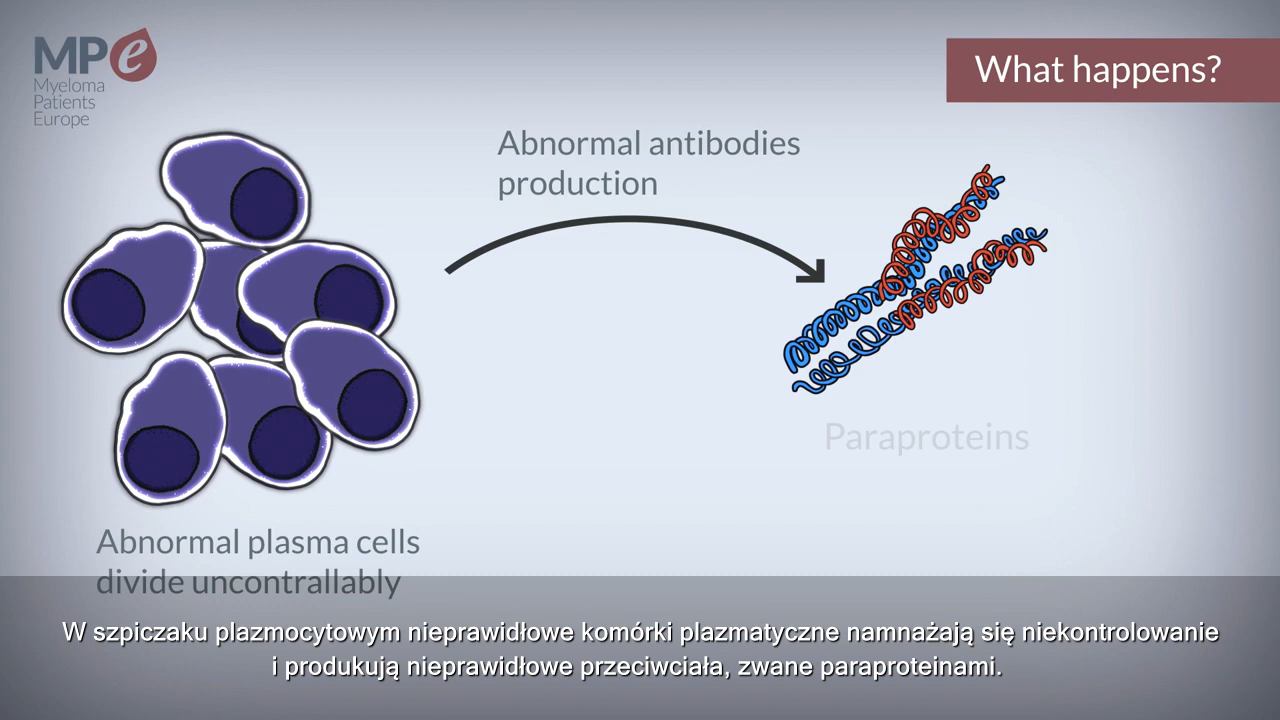 MPe
Myeloma
Patients
Europe
What happens?
Abnormal antibodies
production
Paraproteins
Abnormal plasma cells
divide uncontrallably
W szpiczaku plazmocytowym nieprawidłowe komórki plazmatyczne namnażają się niekontrolowanie
i produkują nieprawidłowe przeciwciała, zwane paraproteinami.